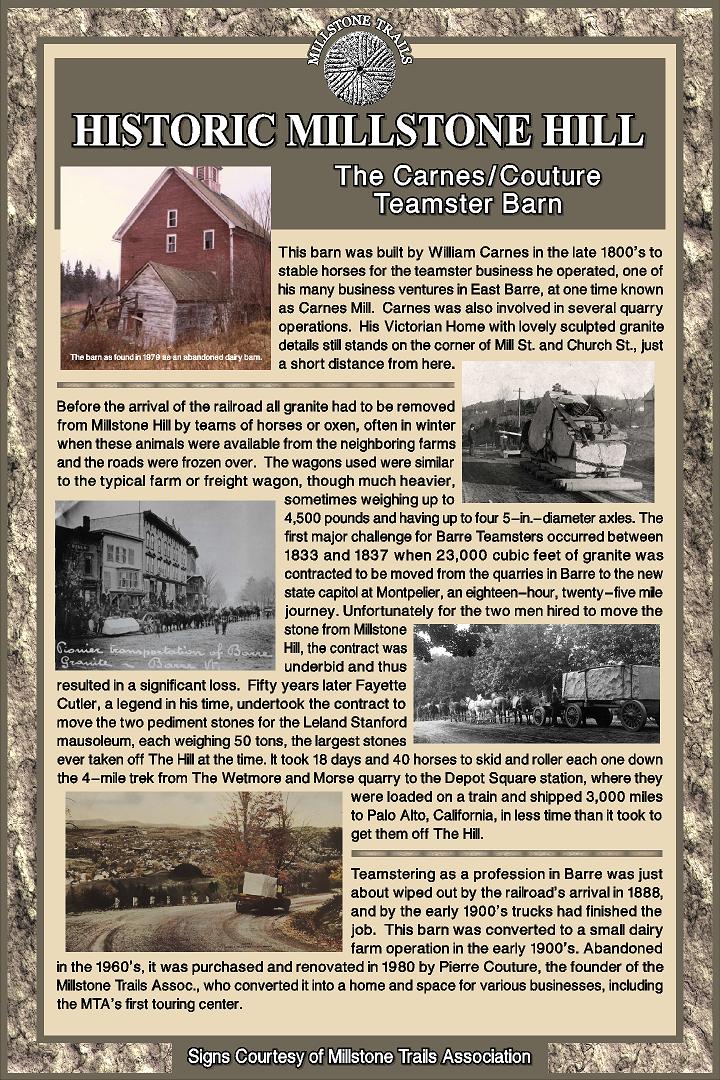 MILLSTONE TRAILS
HISTORIC MILLSTONE HILL
The Carnes/Couture
Teamster Barn
This barn was built by William Carnes in the late 1800's to
stable horses for the teamster business he operated, one of
his many business ventures in East Barre, at one time known
as Carnes Mill. Carnes was also involved in several quarry
operations. His Victorian Home with lovely sculpted granite
details still stands on the corner of Mill St. and Church St., just
a short distance from here.
The barn as found in 1979 as an abandoned dairy barn.
Before the arrival of the railroad all granite had to be removed
from Millstone Hill by teams of horses or oxen, often in winter
when these animals were available from the neighboring farms
and the roads were frozen over. The wagons used were similar
to the typical farm or freight wagon, though much heavier,
sometimes weighing up to
4,500 pounds and having up to four 5-in.-diameter axles. The
first major challenge for Barre Teamsters occurred between
1833 and 1837 when 23,000 cubic feet of granite was
contracted to be moved from the quarries in Barre to the new
state capitol at Montpelier, an eighteen-hour, twenty-five mile
journey. Unfortunately for the two men hired to move the
stone from Millstone
Hill, the contract was
underbid and thus
Pionier transportation of Barre
Granite in Barre Vt.
resulted in a significant loss. Fifty years later Fayette
Cutler, a legend in his time, undertook the contract to
move the two pediment stones for the Leland Stanford
mausoleum, each weighing 50 tons, the largest stones
ever taken off The Hill at the time. It took 18 days and 40 horses to skid and roller each one down
the 4-mile trek from The Wetmore and Morse quarry to the Depot Square station, where they
were loaded on a train and shipped 3,000 miles
to Palo Alto, California, in less time than it took to
get them off The Hill.
Teamstering as a profession in Barre was just
about wiped out by the railroad's arrival in 1888,
and by the early 1900's trucks had finished the
job. This barn was converted to a small dairy
farm operation in the early 1900's. Abandoned
in the 1960's, it was purchased and renovated in 1980 by Pierre Couture, the founder of the
Millstone Trails Assoc., who converted it into a home and space for various businesses, including
the MTA's first touring center.
Signs Courtesy of Millstone Trails Association